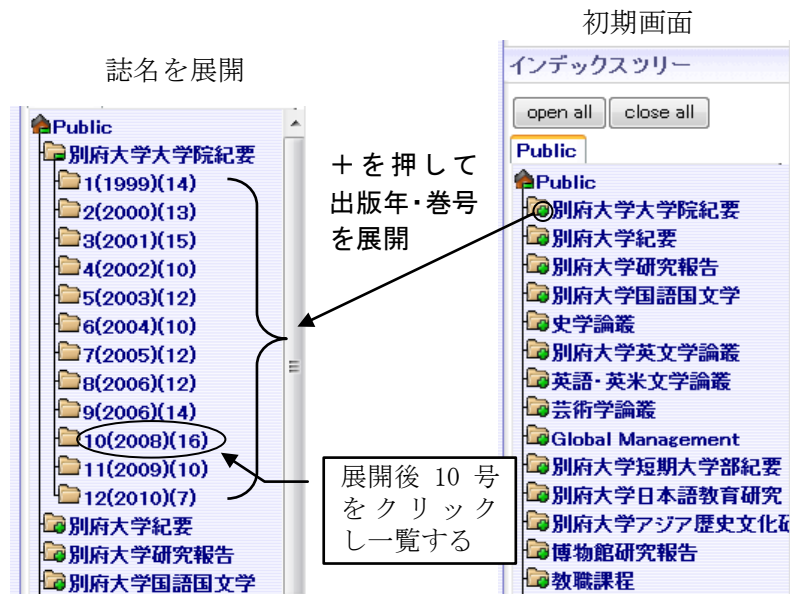 初期画面
誌名を展開
インデックスツリー
open all
close all
Public
Public
別府大学大学院紀要
1(1999)(14)
2(2000)(13)
3(2001)(15)
4(2002)(10)
5(2003)(12)
6(2004)(10)
7(2005)(12)
8(2006)(12)
9(2006)(14)
10(2008)(16)
11(2009)(10)
12(2010)(7)
別府大学紀要
別府大学研究報告
別府大学国語国文学
+を押して
出版年・巻号
を展開
展開後 10 号
をクリック
し一覧する
Public
別府大学大学院紀要
別府大学紀要
別府大学研究報告
別府大学国語国文学
史学論叢
別府大学英文学論叢
英語・英米文学論叢
芸術学論叢
Global Management
別府大学短期大学部紀要
別府大学日本語教育研究
別府大学アジア歴史文化
博物館研究報告
教職課程